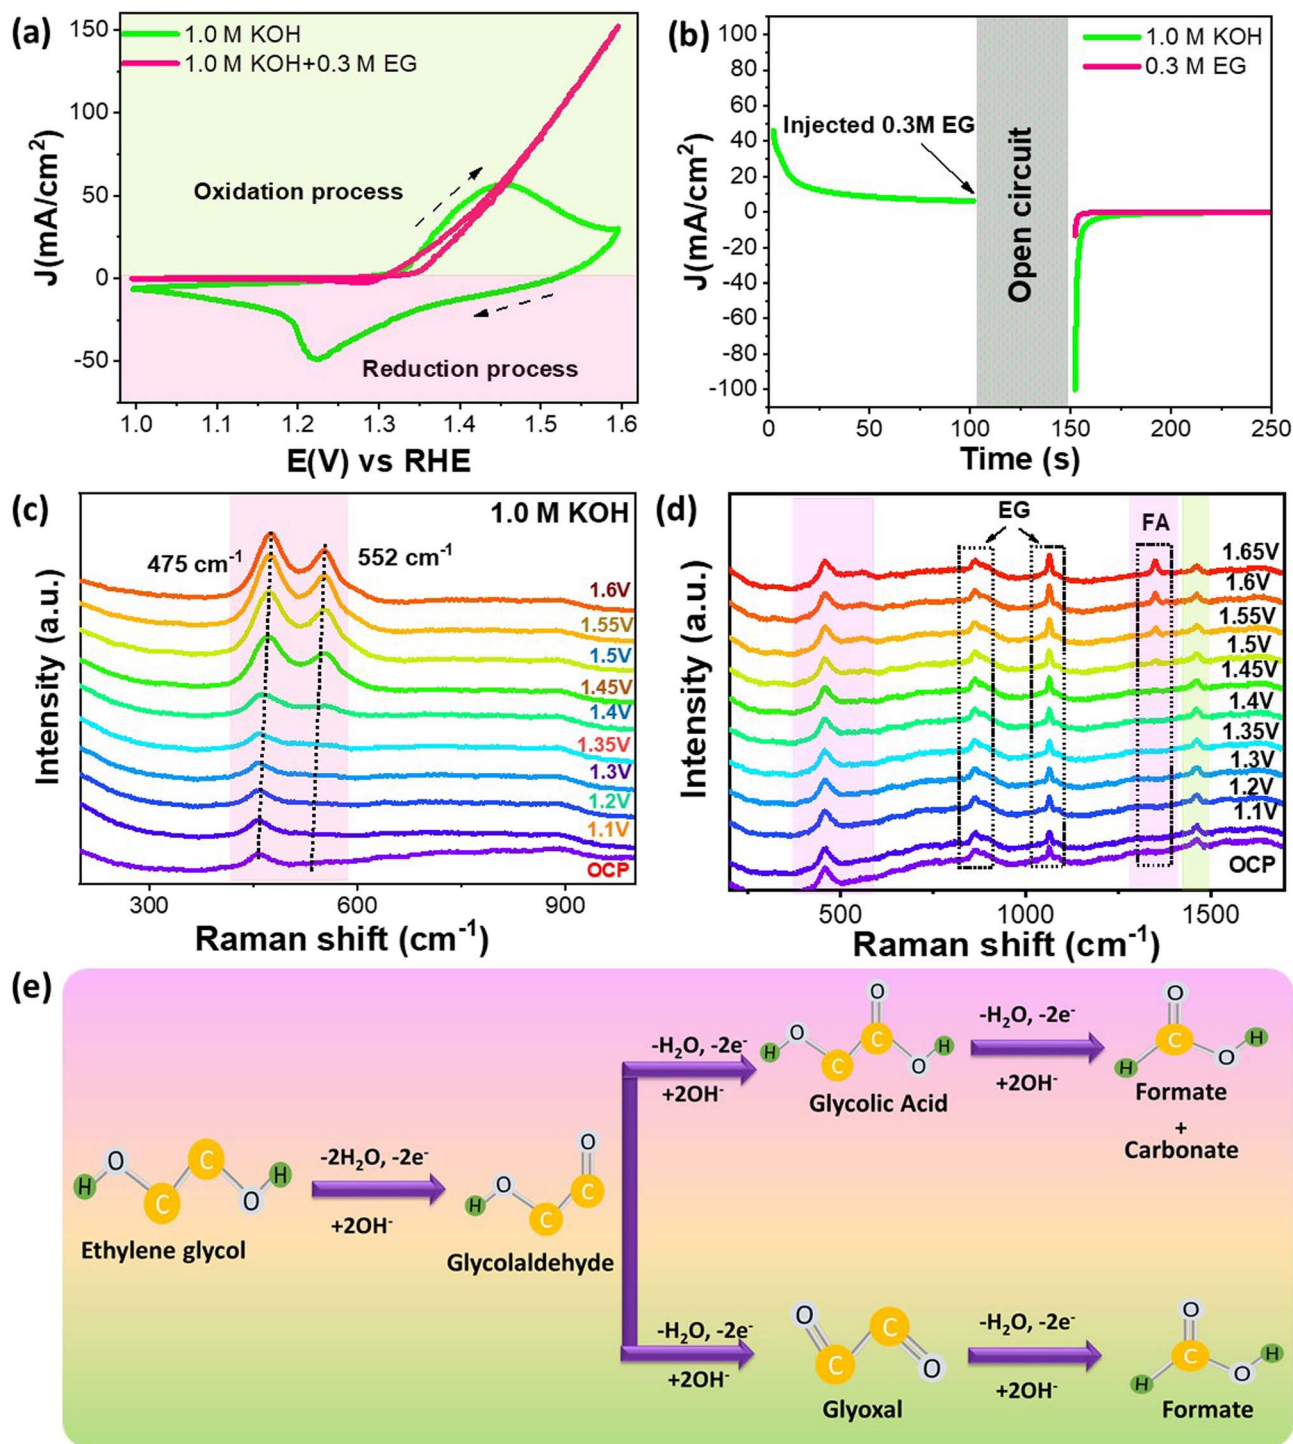 (a)
1.0 M KOH
1.0 M KOH+0.3 M EG
Oxidation process
Reduction process
150
100
50
0
-50
J(mA/cm²)
1.0 1.1 1.2 1.3 1.4 1.5 1.6
E(V) vs RHE
(b)
1.0 M KOH
0.3 M EG
Injected 0.3M EG
Open circuit
100
80
60
40
20
0
-20
-40
-60
-80
-100
J(mA/cm²)
0 50 100 150 200 250
Time (s)
(c)
1.0 M KOH
475 cm⁻¹
552 cm⁻¹
1.6V
1.55V
1.5V
1.45V
1.4V
1.35V
1.3V
1.2V
1.1V
OCP
Intensity (a.u.)
300 600 900
Raman shift (cm⁻¹)
(d)
EG
FA
1.65V
1.6V
1.55V
1.5V
1.45V
1.4V
1.35V
1.3V
1.2V
1.1V
OCP
Intensity (a.u.)
500 1000 1500
Raman shift (cm⁻¹)
(e)
H O C C O H
Ethylene glycol
-2H₂O, -2e⁻
+2OH⁻
H O C C O
Glycolaldehyde
-H₂O, -2e⁻
+2OH⁻
H O C C O O H
Glycolic Acid
-H₂O, -2e⁻
+2OH⁻
H C O O H
Formate
+
Carbonate
-H₂O, -2e⁻
+2OH⁻
O C C O
Glyoxal
-H₂O, -2e⁻
+2OH⁻
H C O O H
Formate